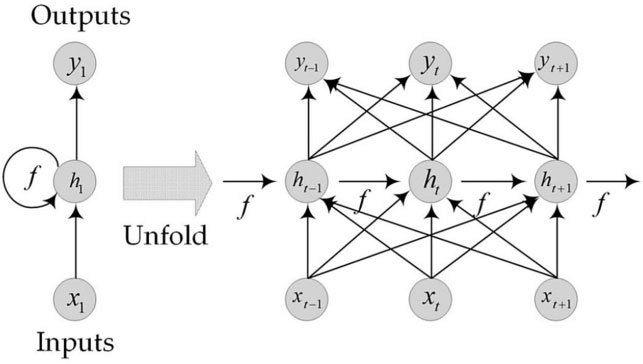 Outputs
y1
f
h1
x1
Inputs
Unfold
yt-1 yt yt+1
f ht-1 f ht f ht+1 f
xt-1 xt xt+1